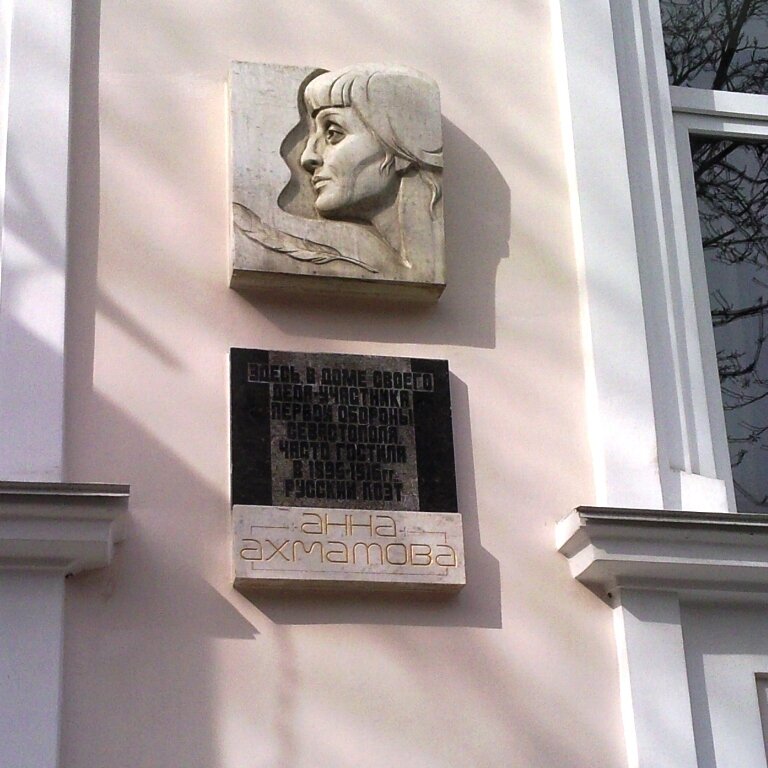 ЗДЕСЬ В ДОМЕ СВОЕГО
ДЕДА-УЧАСТНИКА
ПЕРВОЙ ОБОРОНЫ
СЕВАСТОПОЛЯ
ЧАСТО ГОСТИЛА
В 1896-1916 гг.
РУССКИЙ ПОЭТ
анна
ахматова